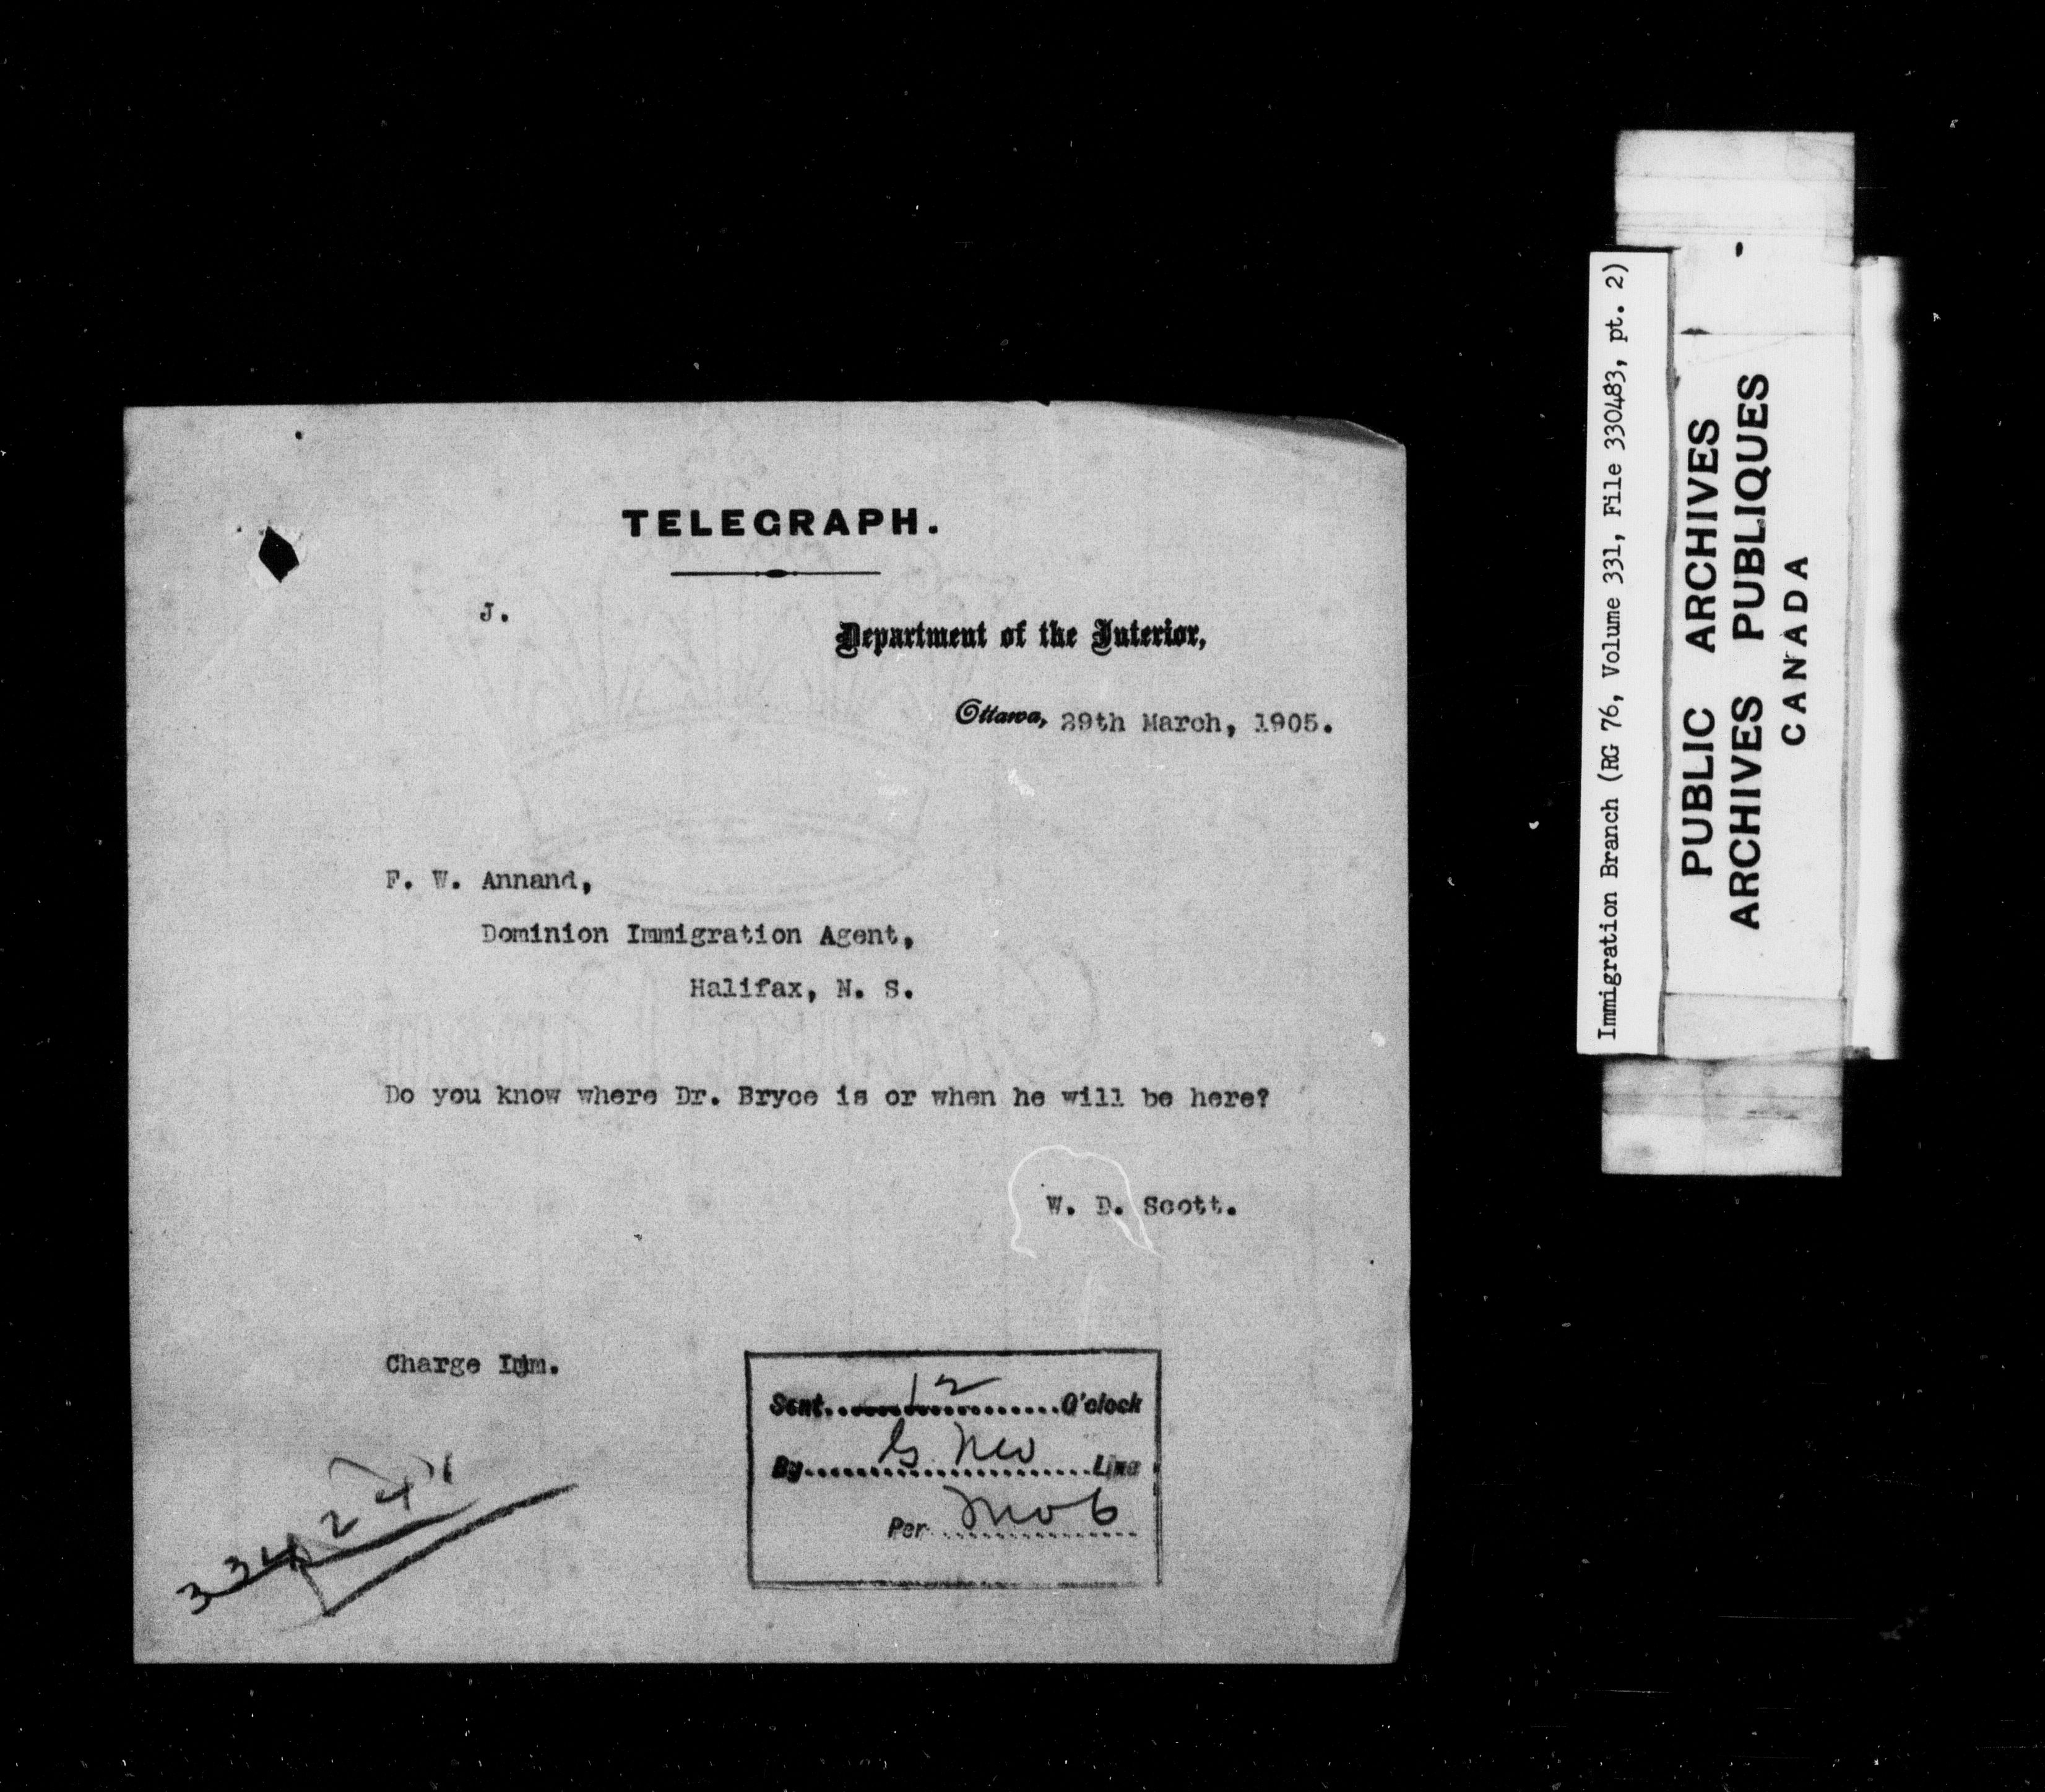 TELEGRAPH.
J.
Department of the Interior,
Ottawa, 29th March, 1905.
F. W. Annand,
Dominion Immigration Agent,
Halifax, N. S.
Do you know where Dr. Bryce is or when he will be here?
W. D. Scott.
Charge Imm.
Sent 12 O'clock
By G. Line
Per
Immigration Branch (RG 76, Volume 331, File 330483, pt. 2)
PUBLIC ARCHIVES
ARCHIVES PUBLIQUES
CANADA